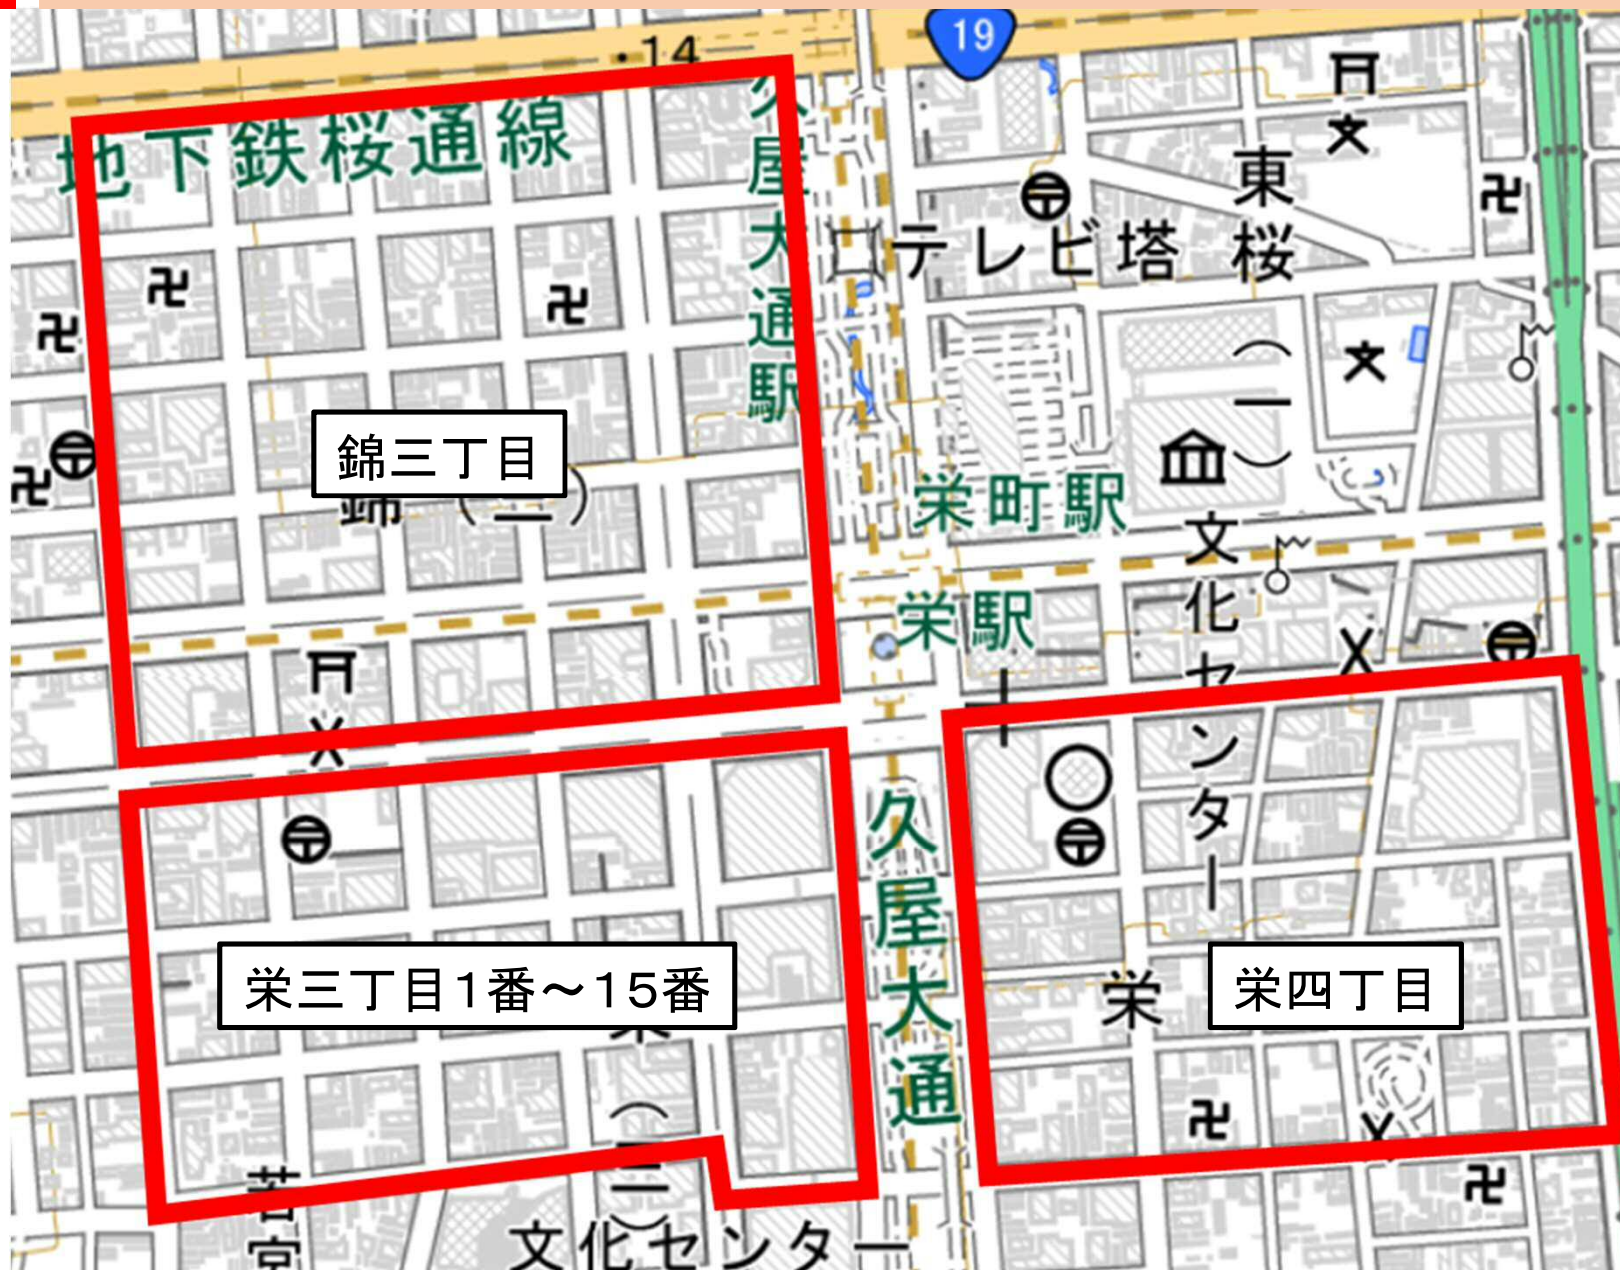 ・14
19
地下鉄桜通線
久屋大通駅
テレビ塔
東桜(一)
錦三丁目
栄町駅
栄駅
文化センター
栄三丁目1番～15番
久屋大通
栄
栄四丁目
若宮
文化センター